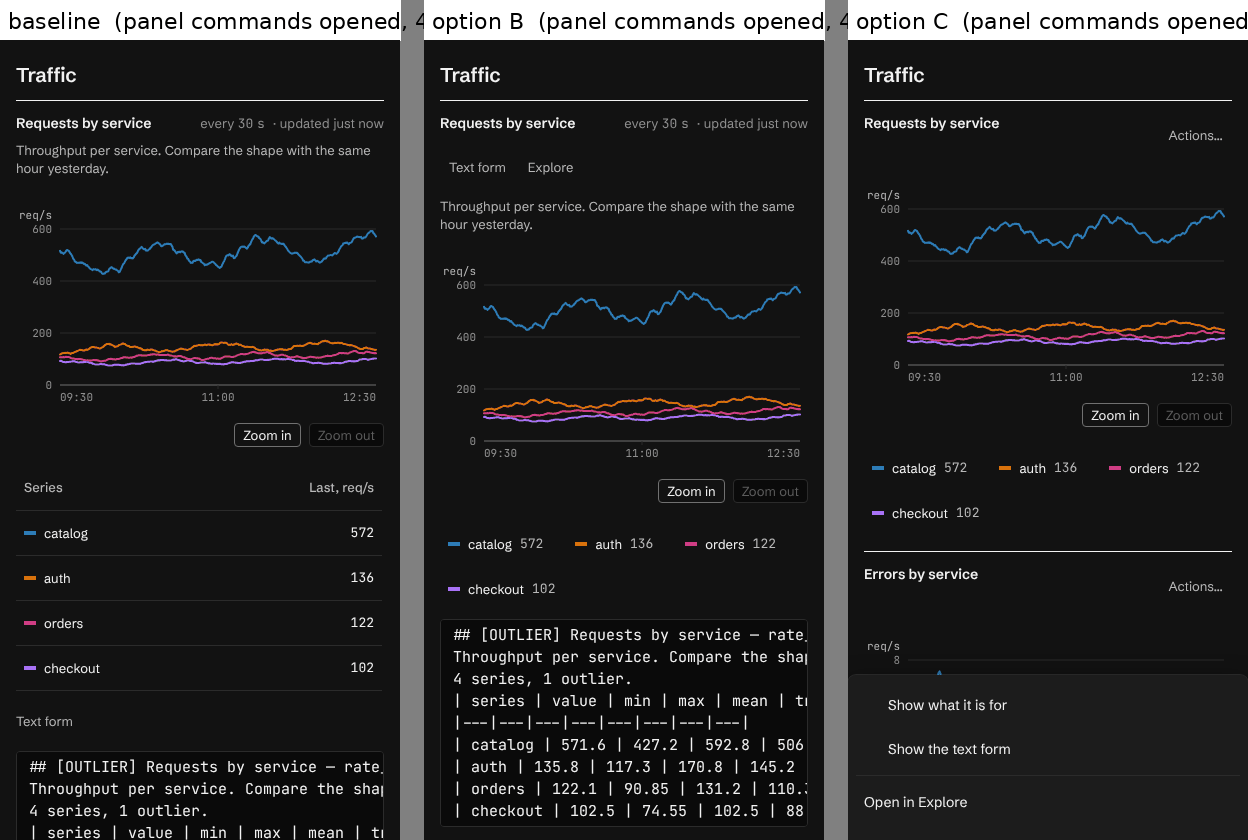 baseline  (panel commands opened, 4
Traffic
Requests by service
every 30 s · updated just now
Throughput per service. Compare the shape with the same
hour yesterday.
req/s
600
400
200
0
09:30 11:00 12:30
Zoom in Zoom out
Series Last, req/s
catalog 572
auth 136
orders 122
checkout 102
Text form
## [OUTLIER] Requests by service — rate_
Throughput per service. Compare the shap
4 series, 1 outlier.
| series | value | min | max | mean | tr
option B  (panel commands opened, 4
Traffic
Requests by service
every 30 s · updated just now
Text form Explore
Throughput per service. Compare the shape with the same
hour yesterday.
req/s
600
400
200
0
09:30 11:00 12:30
Zoom in Zoom out
catalog 572 auth 136 orders 122
checkout 102
## [OUTLIER] Requests by service — rate_
Throughput per service. Compare the shap
4 series, 1 outlier.
| series | value | min | max | mean | tr
|---|---|---|---|---|---|---|
| catalog | 571.6 | 427.2 | 592.8 | 506
| auth | 135.8 | 117.3 | 170.8 | 145.2
| orders | 122.1 | 90.85 | 131.2 | 110.3
| checkout | 102.5 | 74.55 | 102.5 | 88
option C  (panel commands opened
Traffic
Requests by service
Actions…
req/s
600
400
200
0
09:30 11:00 12:30
Zoom in Zoom out
catalog 572 auth 136 orders 122
checkout 102
Errors by service
Actions…
req/s
8
Show what it is for
Show the text form
Open in Explore